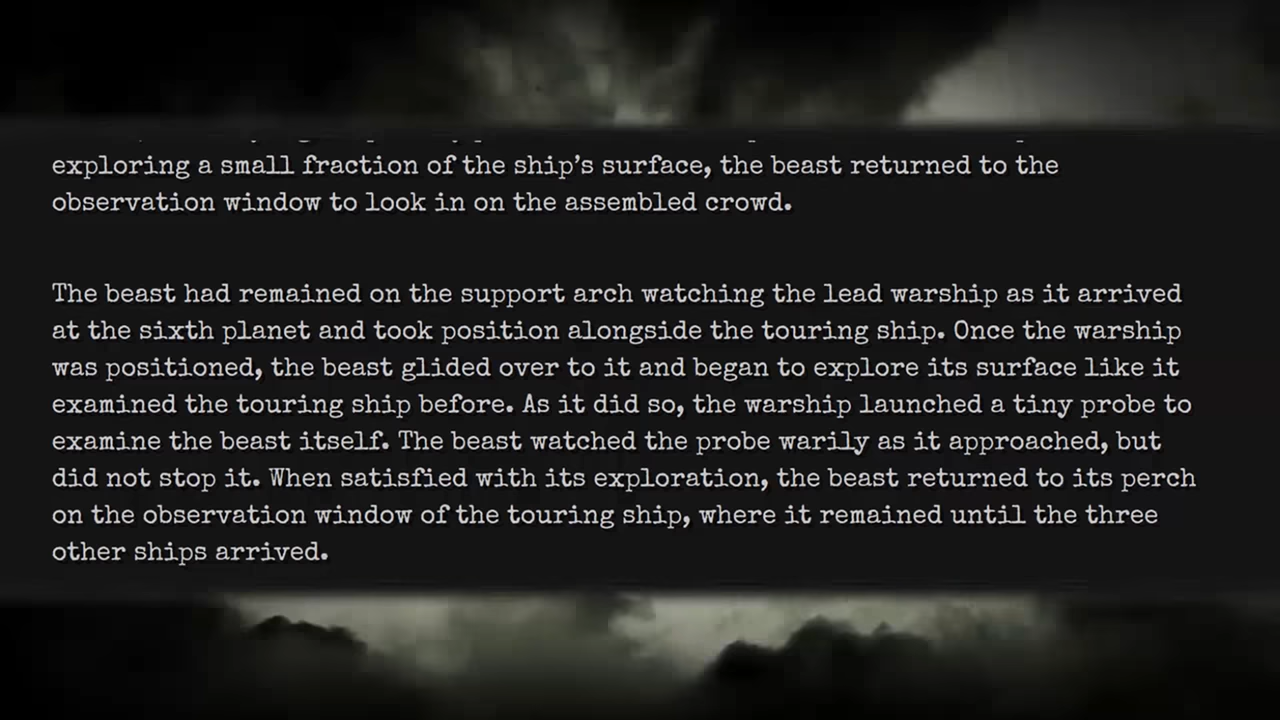 exploring a small fraction of the ship’s surface, the beast returned to the
observation window to look in on the assembled crowd.
The beast had remained on the support arch watching the lead warship as it arrived
at the sixth planet and took position alongside the touring ship. Once the warship
was positioned, the beast glided over to it and began to explore its surface like it
examined the touring ship before. As it did so, the warship launched a tiny probe to
examine the beast itself. The beast watched the probe warily as it approached, but
did not stop it. When satisfied with its exploration, the beast returned to its perch
on the observation window of the touring ship, where it remained until the three
other ships arrived.